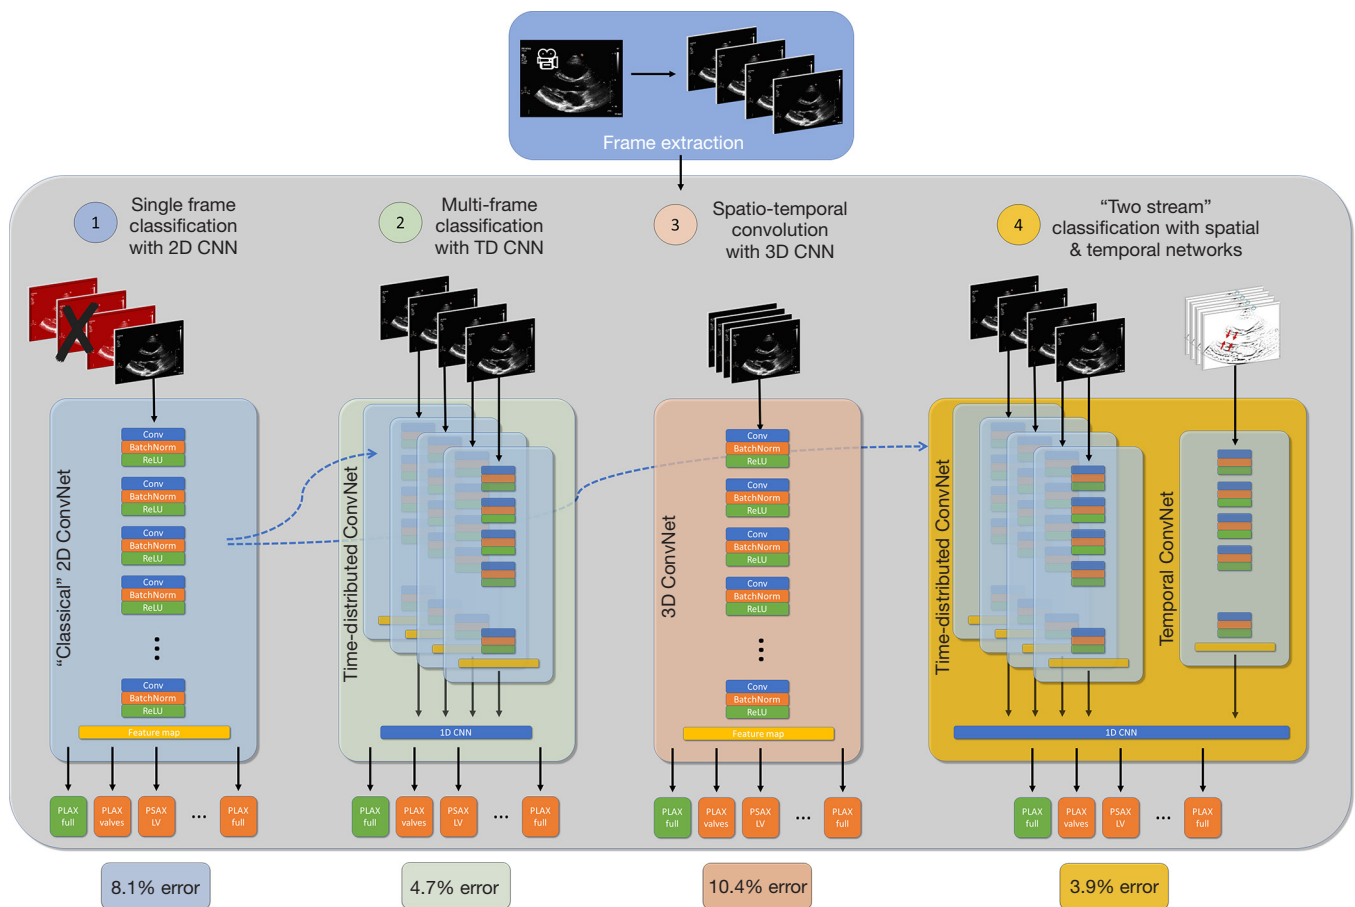 Frame extraction
1
Single frame
classification
with 2D CNN
2
Multi-frame
classification
with TD CNN
3
Spatio-temporal
convolution
with 3D CNN
4
“Two stream”
classification with spatial
& temporal networks
“Classical” 2D ConvNet
Conv
BatchNorm
ReLU
Conv
BatchNorm
ReLU
Conv
BatchNorm
ReLU
Conv
BatchNorm
ReLU
...
Conv
BatchNorm
ReLU
Feature map
PLAX
full
PLAX
valves
PSAX
LV
...
PLAX
full
8.1% error
Time-distributed ConvNet
1D CNN
PLAX
full
PLAX
valves
PSAX
LV
...
PLAX
full
4.7% error
3D ConvNet
Conv
BatchNorm
ReLU
Conv
BatchNorm
ReLU
Conv
BatchNorm
ReLU
Conv
BatchNorm
ReLU
...
Conv
BatchNorm
ReLU
Feature map
PLAX
full
PLAX
valves
PSAX
LV
...
PLAX
full
10.4% error
Time-distributed ConvNet
Temporal ConvNet
1D CNN
PLAX
full
PLAX
valves
PSAX
LV
...
PLAX
full
3.9% error